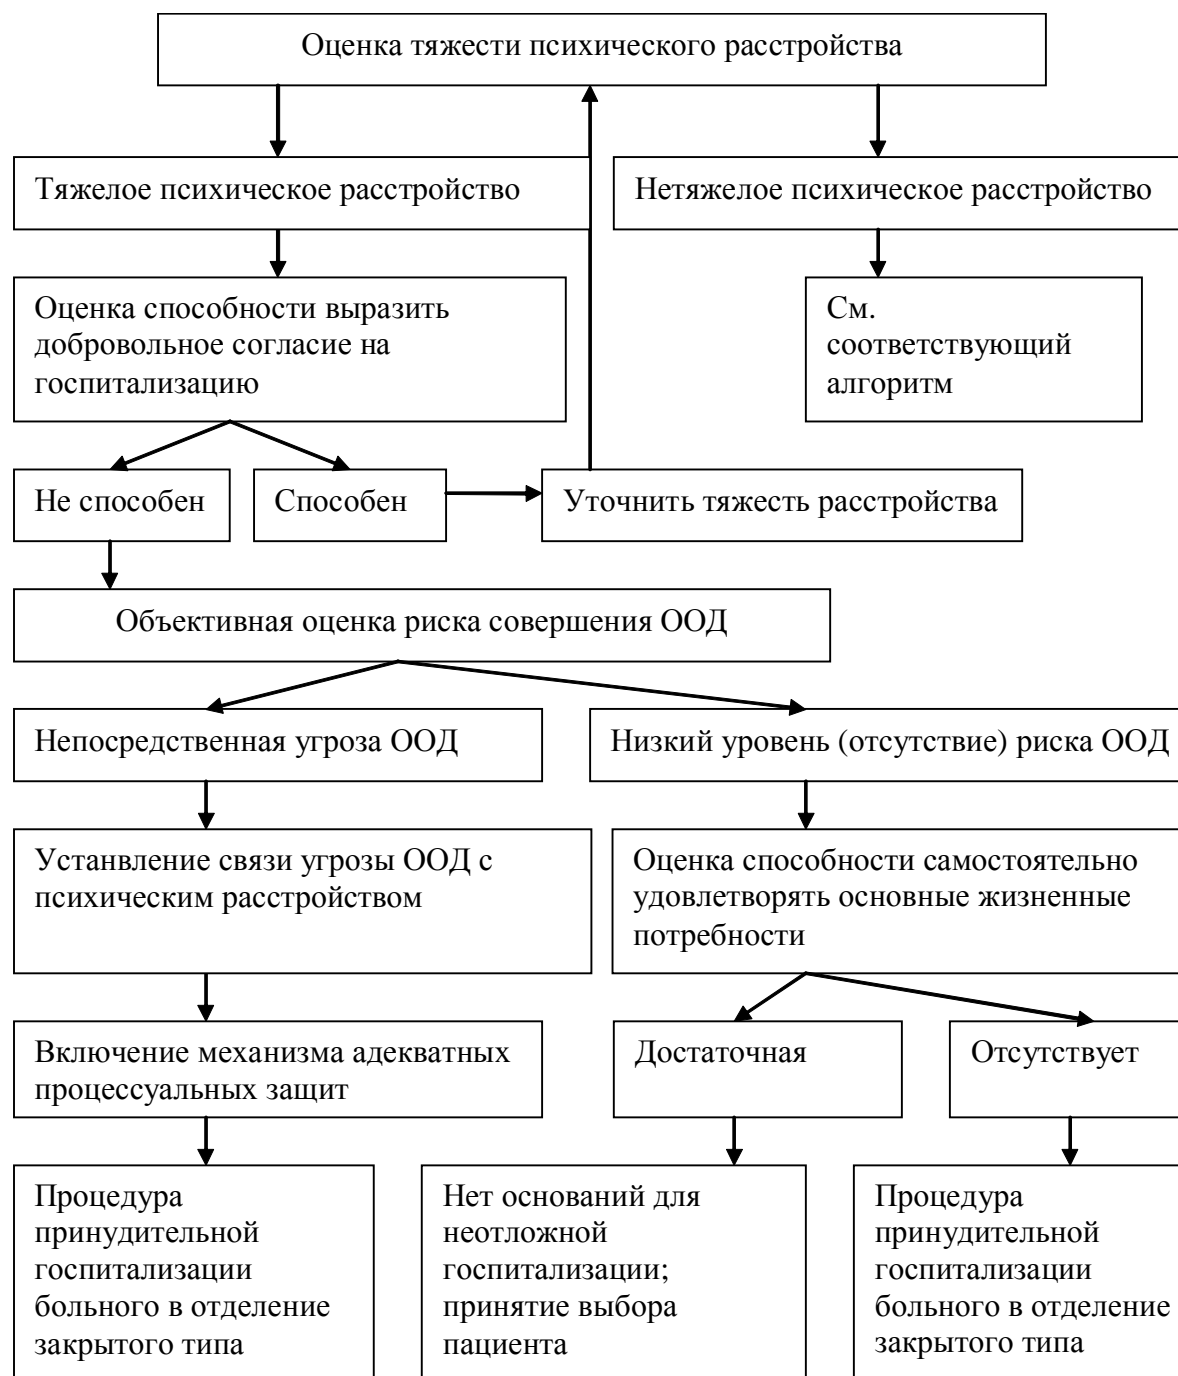 Оценка тяжести психического расстройства
Тяжелое психическое расстройство
Нетяжелое психическое расстройство
Оценка способности выразить
добровольное согласие на
госпитализацию
См.
соответствующий
алгоритм
Не способен
Способен
Уточнить тяжесть расстройства
Объективная оценка риска совершения ООД
Непосредственная угроза ООД
Низкий уровень (отсутствие) риска ООД
Устанвление связи угрозы ООД с
психическим расстройством
Оценка способности самостоятельно
удовлетворять основные жизненные
потребности
Включение механизма адекватных
процессуальных защит
Достаточная
Отсутствует
Процедура
принудительной
госпитализации
больного в отделение
закрытого типа
Нет оснований для
неотложной
госпитализации;
принятие выбора
пациента
Процедура
принудительной
госпитализации
больного в отделение
закрытого типа